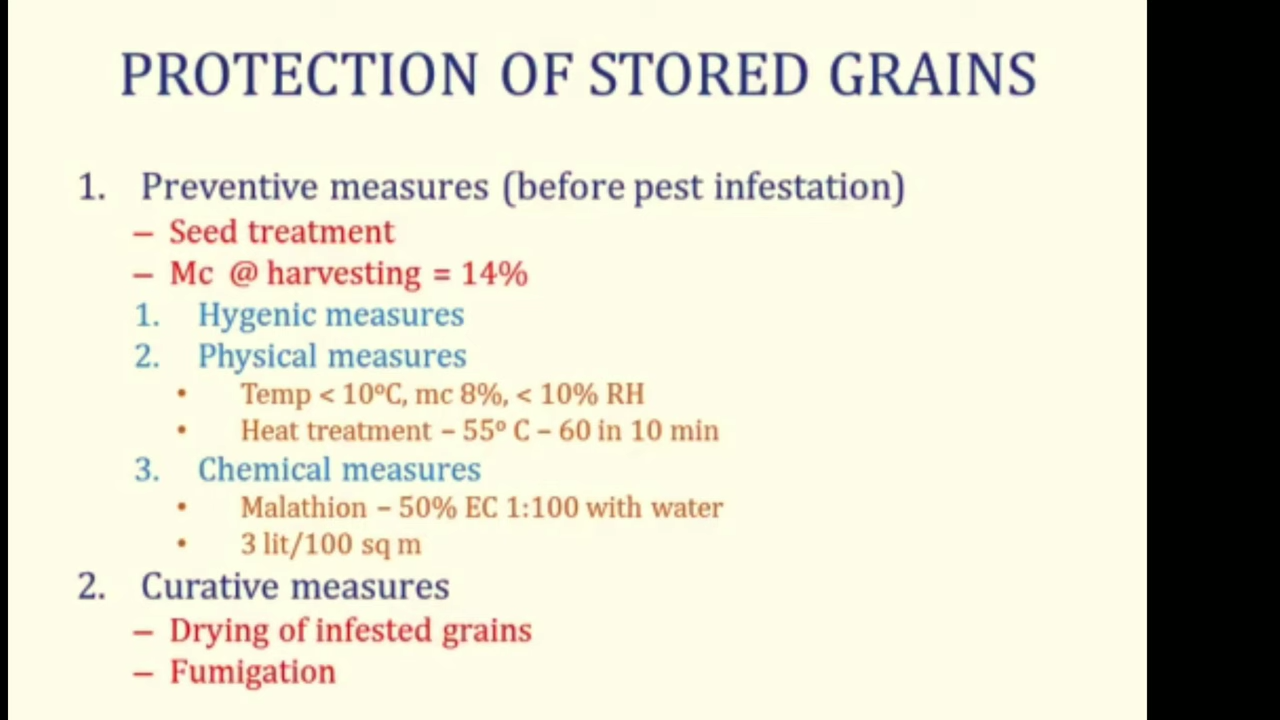 PROTECTION OF STORED GRAINS
1. Preventive measures (before pest infestation)
– Seed treatment
– Mc @ harvesting = 14%
1. Hygenic measures
2. Physical measures
• Temp < 10ºC, mc 8%, < 10% RH
• Heat treatment – 55º C – 60 in 10 min
3. Chemical measures
• Malathion – 50% EC 1:100 with water
• 3 lit/100 sq m
2. Curative measures
– Drying of infested grains
– Fumigation